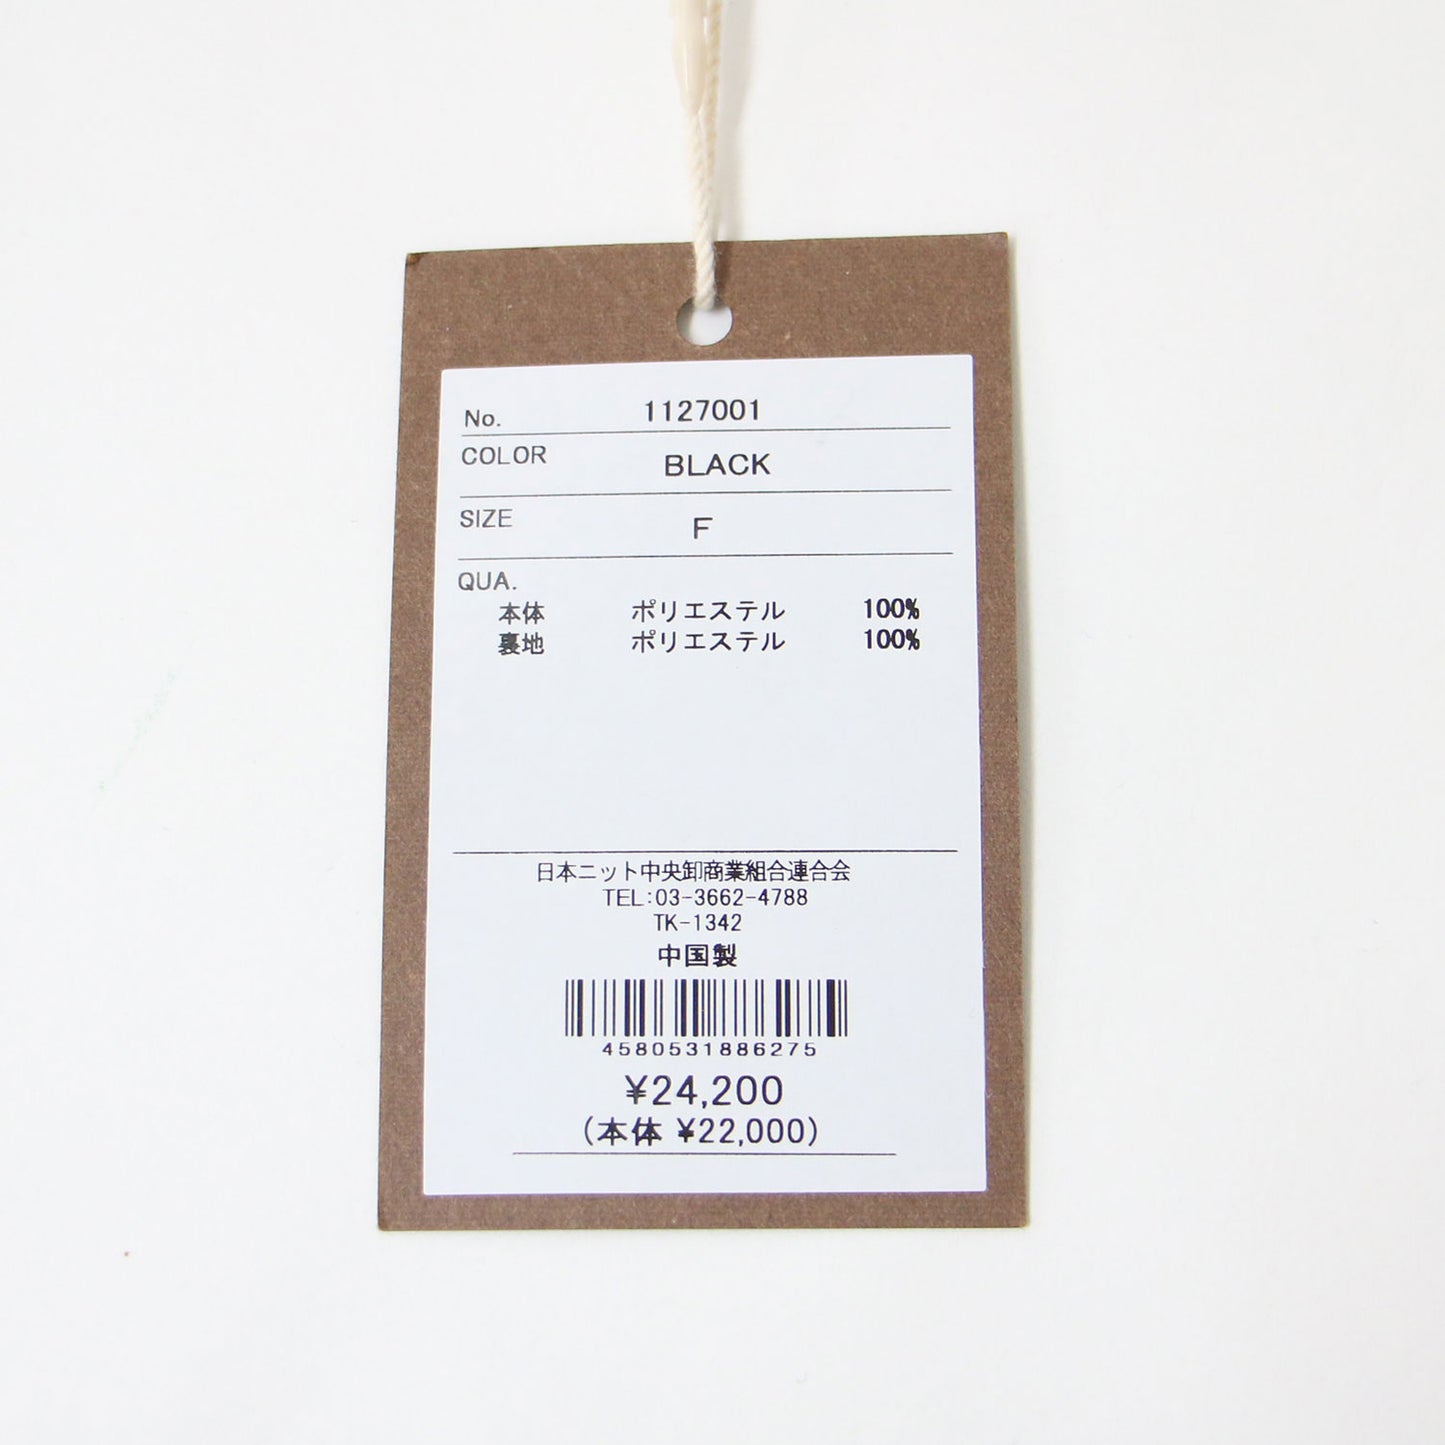 No. 1127001
COLOR BLACK
SIZE F
QUA.
本体 ポリエステル 100%
裏地 ポリエステル 100%
日本ニット中央卸商業組合連合会
TEL:03-3662-4788
TK-1342
中国製
4580531886275
¥24,200
(本体 ¥22,000)